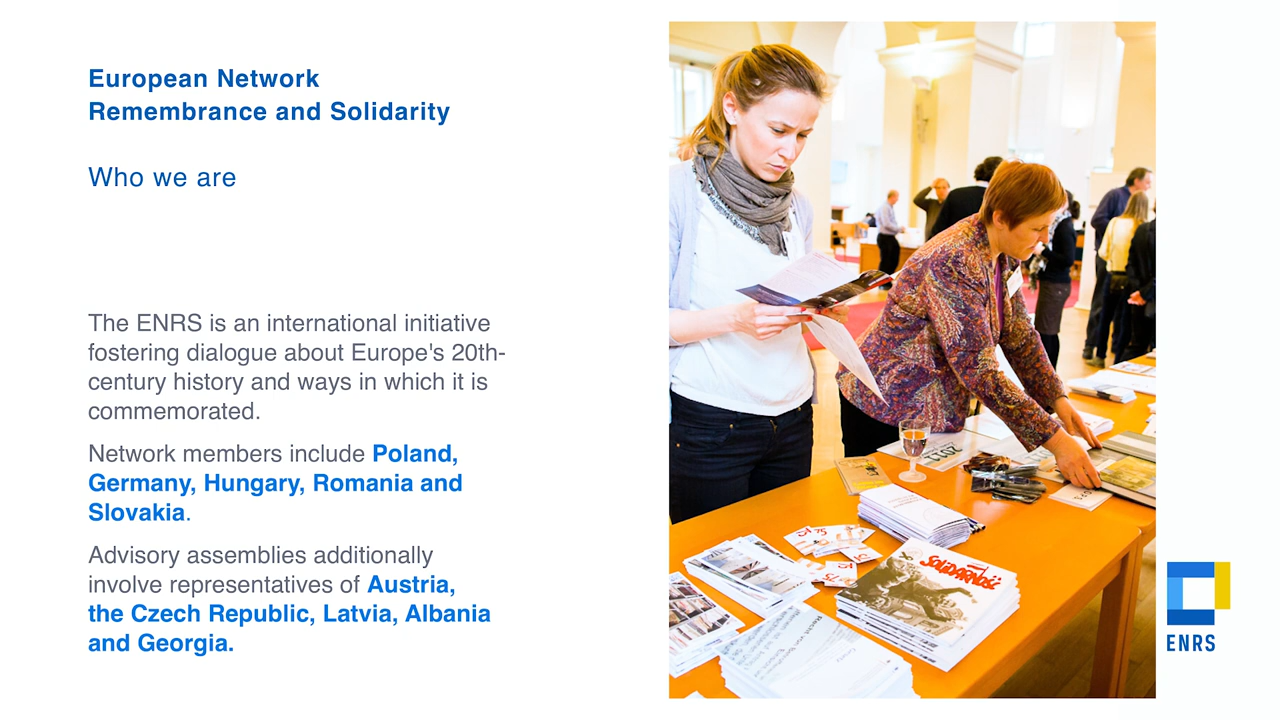 European Network
Remembrance and Solidarity
Who we are
The ENRS is an international initiative
fostering dialogue about Europe's 20th-
century history and ways in which it is
commemorated.
Network members include Poland,
Germany, Hungary, Romania and
Slovakia.
Advisory assemblies additionally
involve representatives of Austria,
the Czech Republic, Latvia, Albania
and Georgia.
2011
SOLIDARNOŚĆ
ENRS